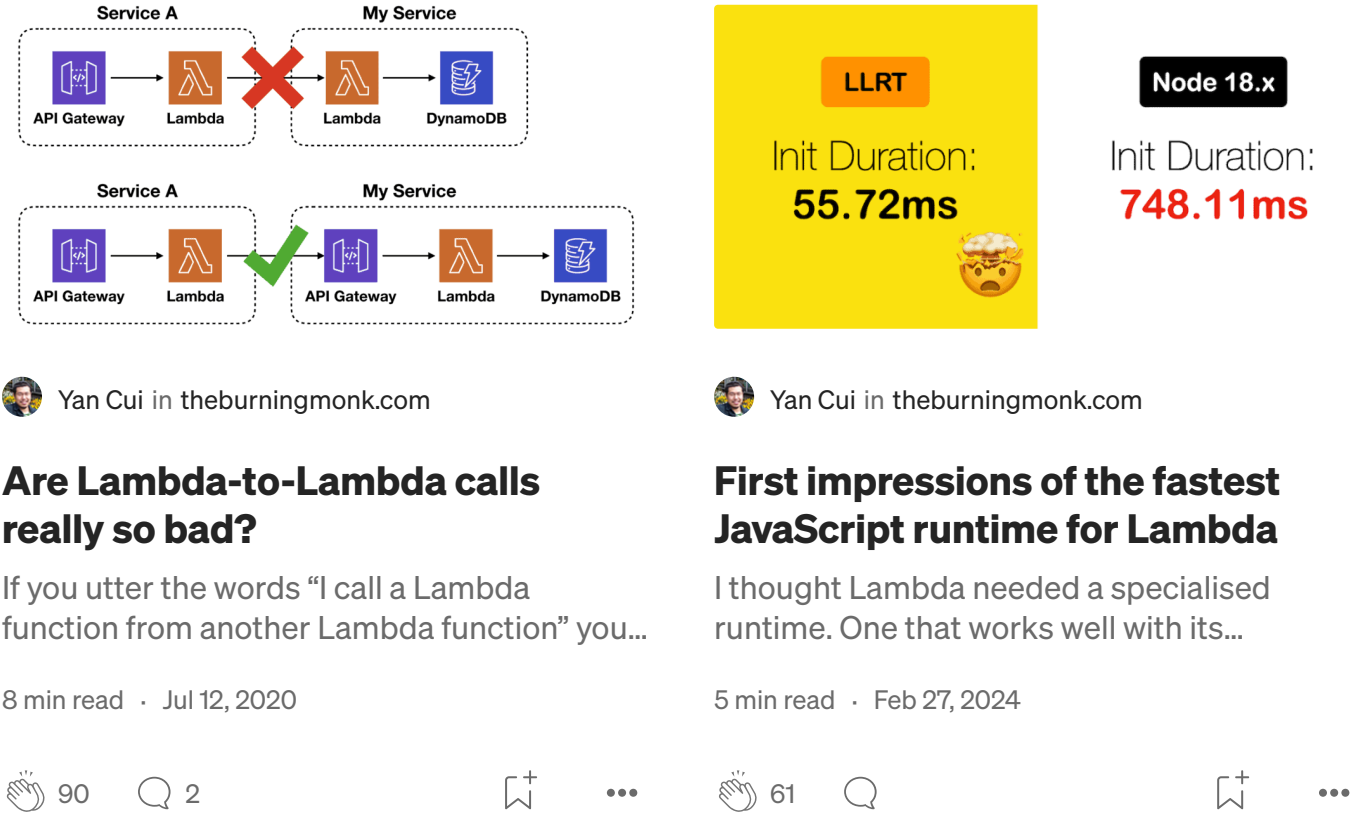 Service A
My Service
API Gateway
Lambda
Lambda
DynamoDB
Service A
My Service
API Gateway
Lambda
API Gateway
Lambda
DynamoDB
Yan Cui in theburningmonk.com
Are Lambda-to-Lambda calls
really so bad?
If you utter the words “I call a Lambda
function from another Lambda function” you...
8 min read · Jul 12, 2020
90
2
LLRT
Init Duration:
55.72ms
Node 18.x
Init Duration:
748.11ms
Yan Cui in theburningmonk.com
First impressions of the fastest
JavaScript runtime for Lambda
I thought Lambda needed a specialised
runtime. One that works well with its...
5 min read · Feb 27, 2024
61